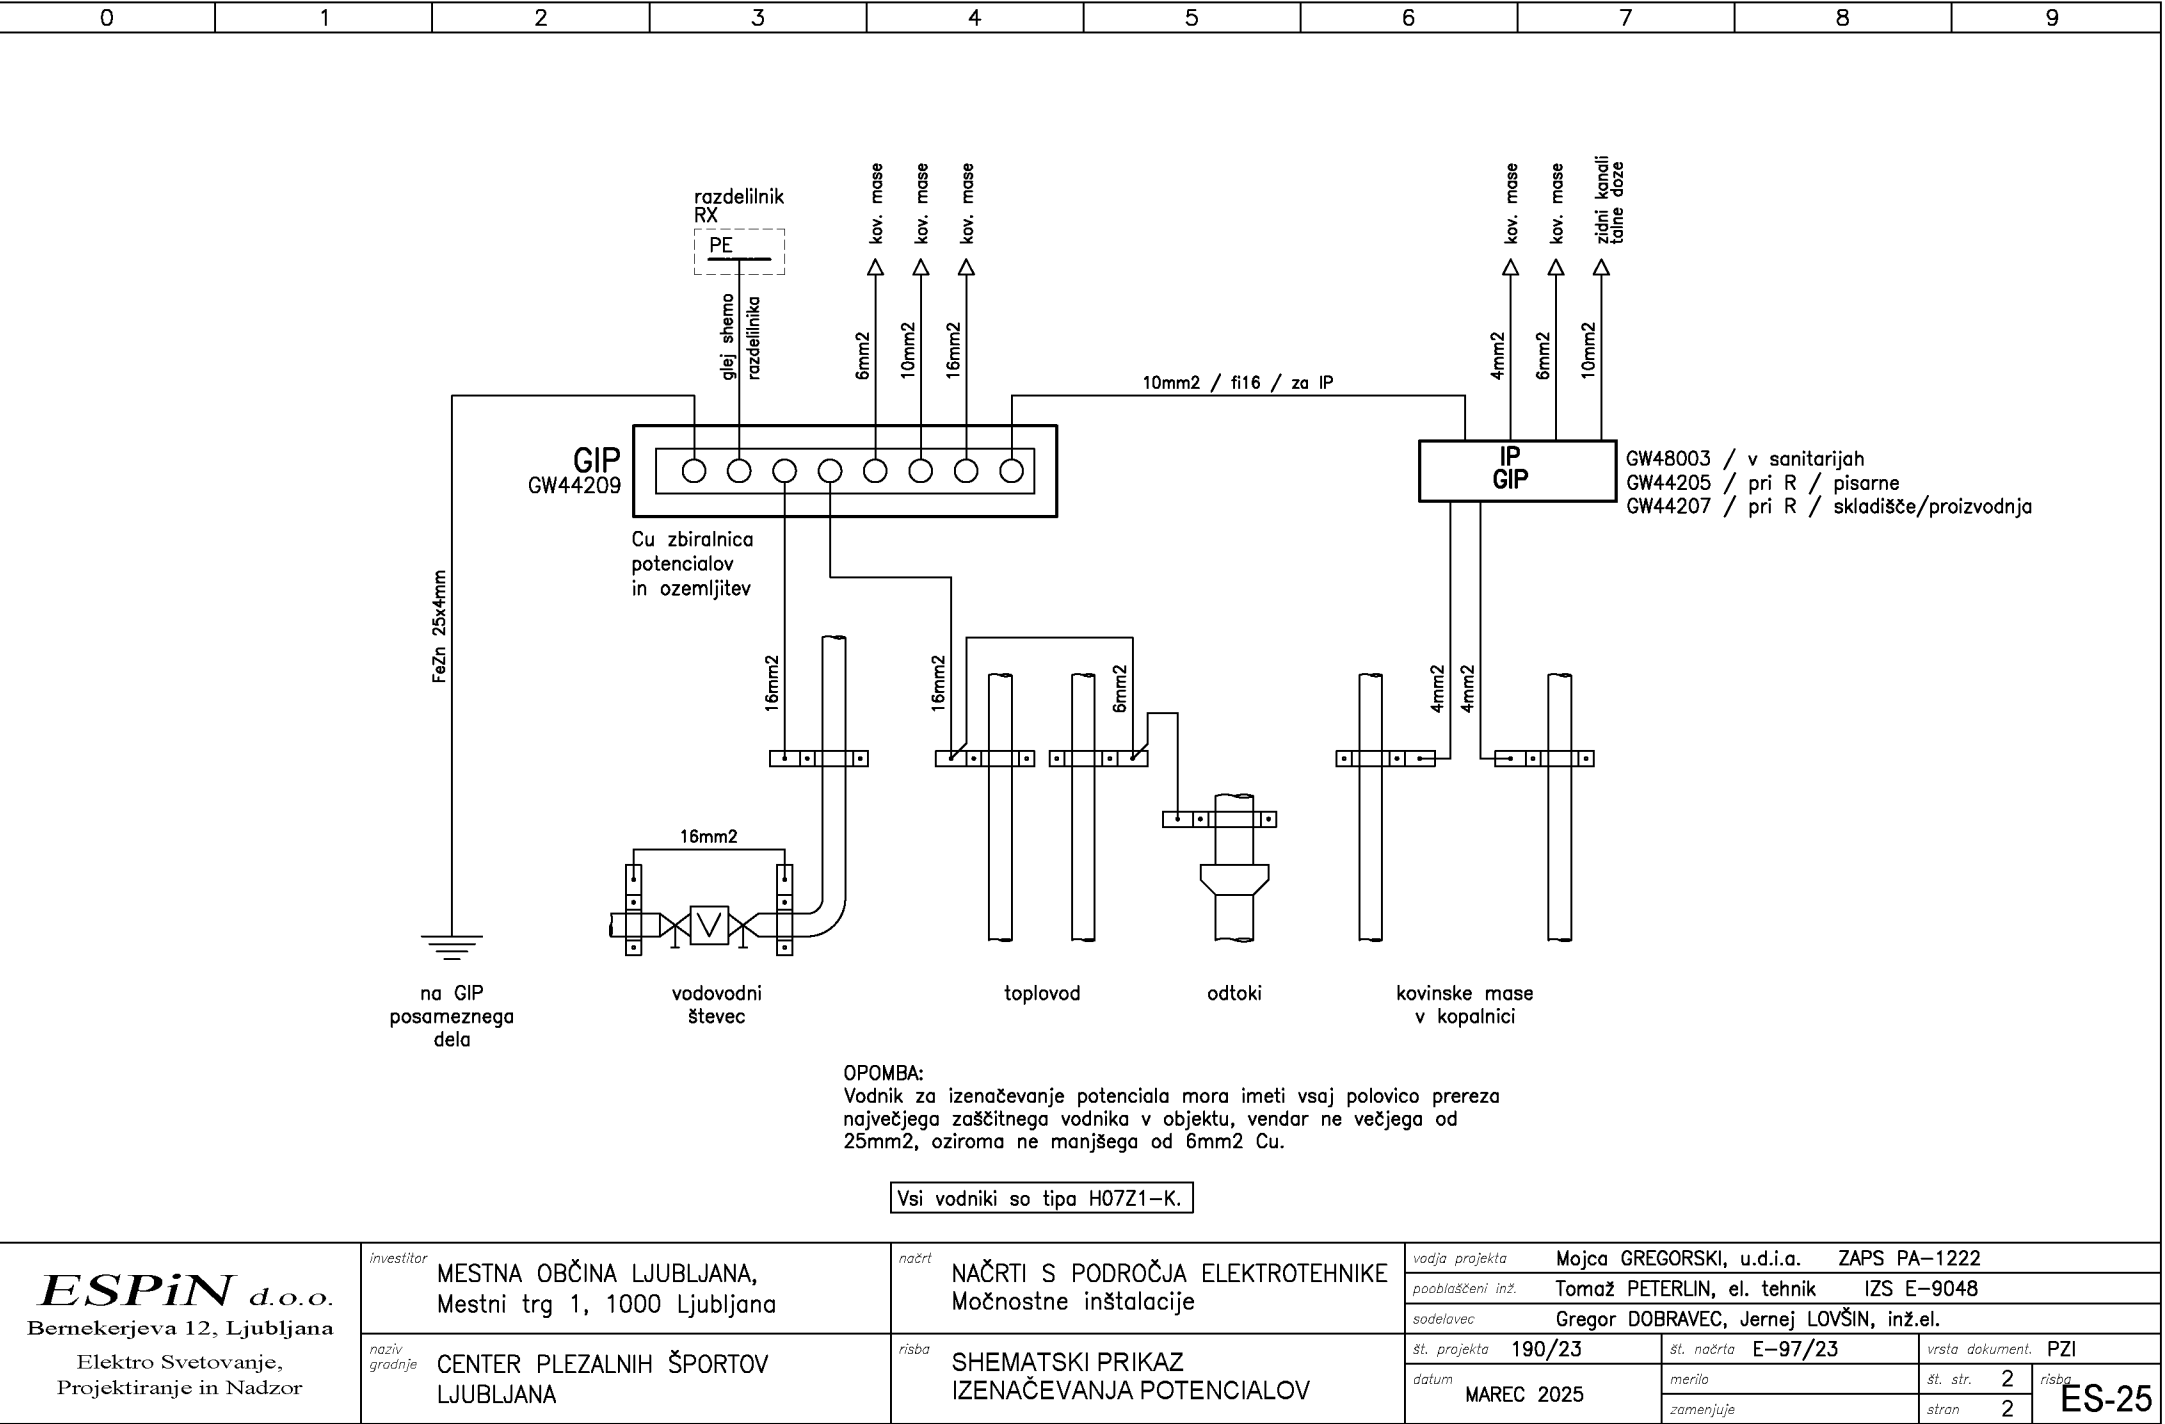 0 1 2 3 4 5 6 7 8 9
razdelilnik
RX
PE
glej shemo
razdelilnika
kov. mase
kov. mase
kov. mase
6mm2
10mm2
16mm2
10mm2 / fi16 / za IP
kov. mase
kov. mase
zidni kanali
talne doze
4mm2
6mm2
10mm2
GIP
GW44209
Cu zbiralnica
potencialov
in ozemljitev
IP
GIP
GW48003 / v sanitarijah
GW44205 / pri R / pisarne
GW44207 / pri R / skladišče/proizvodnja
FeZn 25x4mm
16mm2
16mm2
6mm2
4mm2
4mm2
16mm2
V
na GIP
posameznega
dela
vodovodni
števec
toplovod
odtoki
kovinske mase
v kopalnici
OPOMBA:
Vodnik za izenačevanje potenciala mora imeti vsaj polovico prereza
največjega zaščitnega vodnika v objektu, vendar ne večjega od
25mm2, oziroma ne manjšega od 6mm2 Cu.
Vsi vodniki so tipa H07Z1-K.
ESPiN d.o.o.
Bernekerjeva 12, Ljubljana
Elektro Svetovanje,
Projektiranje in Nadzor
investitor
MESTNA OBČINA LJUBLJANA,
Mestni trg 1, 1000 Ljubljana
naziv
gradnje
CENTER PLEZALNIH ŠPORTOV
LJUBLJANA
načrt
NAČRTI S PODROČJA ELEKTROTEHNIKE
Močnostne inštalacije
risba
SHEMATSKI PRIKAZ
IZENAČEVANJA POTENCIALOV
vodja projekta Mojca GREGORSKI, u.d.i.a. ZAPS PA-1222
pooblaščeni inž. Tomaž PETERLIN, el. tehnik IZS E-9048
sodelavec Gregor DOBRAVEC, Jernej LOVŠIN, inž.el.
št. projekta 190/23
št. načrta E-97/23
vrsta dokument. PZI
datum MAREC 2025
merilo
zamenjuje
št. str. 2
stran 2
risba
ES-25